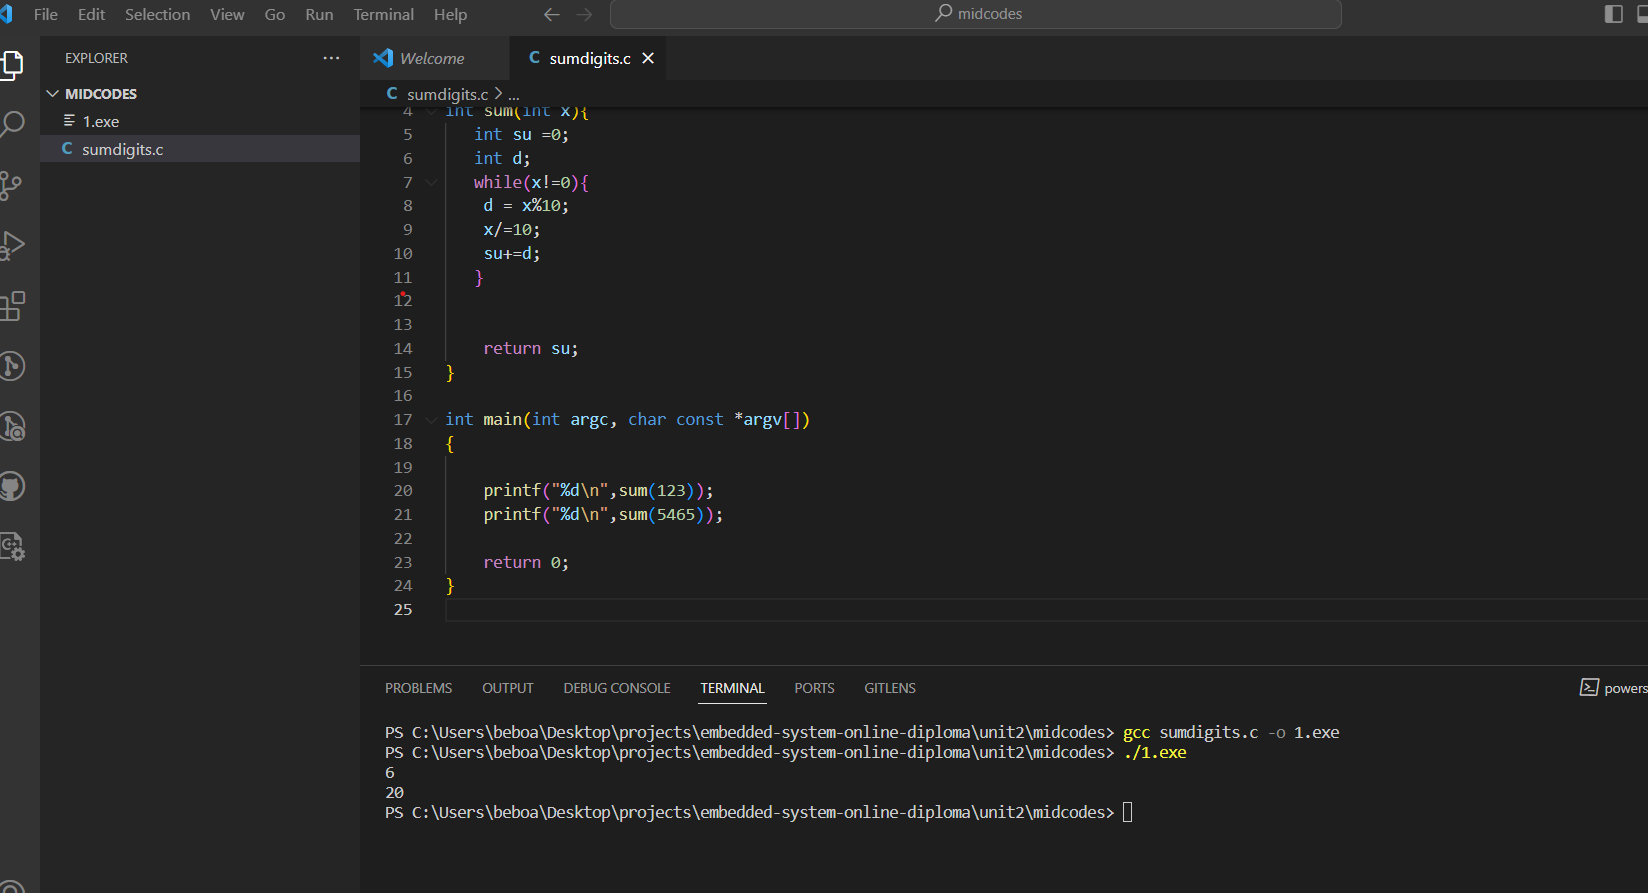 File Edit Selection View Go Run Terminal Help
midcodes
EXPLORER
MIDCODES
1.exe
C sumdigits.c
Welcome
C sumdigits.c
C sumdigits.c > ...
4 int sum(int x){
5 int su =0;
6 int d;
7 while(x!=0){
8 d = x%10;
9 x/=10;
10 su+=d;
11 }
12
13
14 return su;
15 }
16
17 int main(int argc, char const *argv[])
18 {
19
20 printf("%d\n",sum(123));
21 printf("%d\n",sum(5465));
22
23 return 0;
24 }
25
PROBLEMS OUTPUT DEBUG CONSOLE TERMINAL PORTS GITLENS
powers
PS C:\Users\beboa\Desktop\projects\embedded-system-online-diploma\unit2\midcodes> gcc sumdigits.c -o 1.exe
PS C:\Users\beboa\Desktop\projects\embedded-system-online-diploma\unit2\midcodes> ./1.exe
6
20
PS C:\Users\beboa\Desktop\projects\embedded-system-online-diploma\unit2\midcodes>